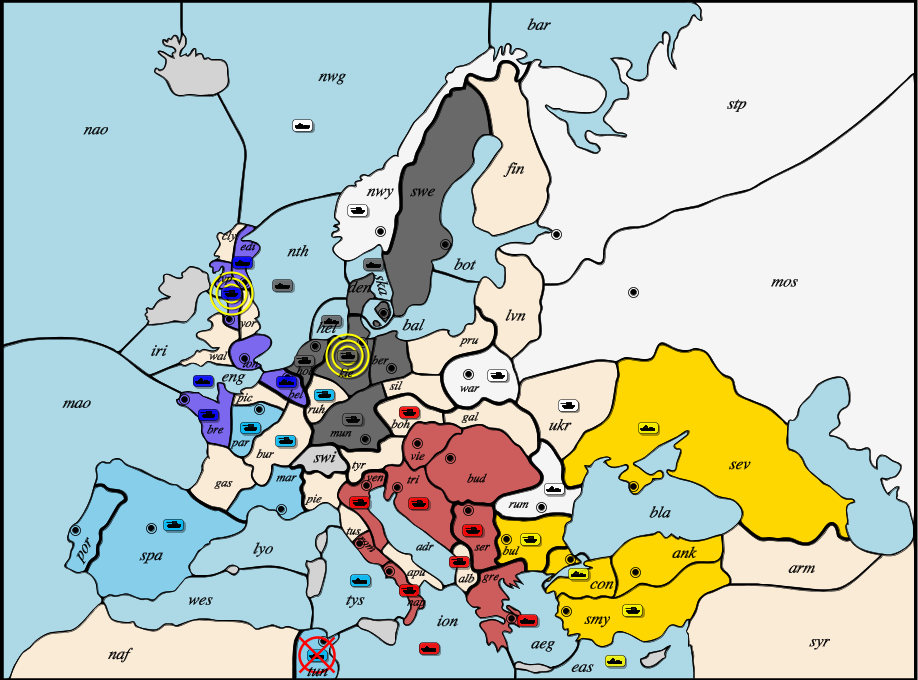 bar
nwg
stp
nao
fin
nwy
swe
cly
edi
nth
bot
mos
ska
den
lvn
hel
bal
yor
pru
iri
wal
lon
hol
kie
ber
eng
war
mao
bel
sil
pic
ruh
bre
gal
ukr
boh
par
mun
bur
vie
swi
tyr
sev
gas
mar
ven
tri
bud
rum
pie
bla
tus
rom
adr
ser
bul
por
spa
lyo
ank
apu
con
arm
alb
gre
wes
tys
nap
smy
ion
aeg
syr
naf
eas
tun